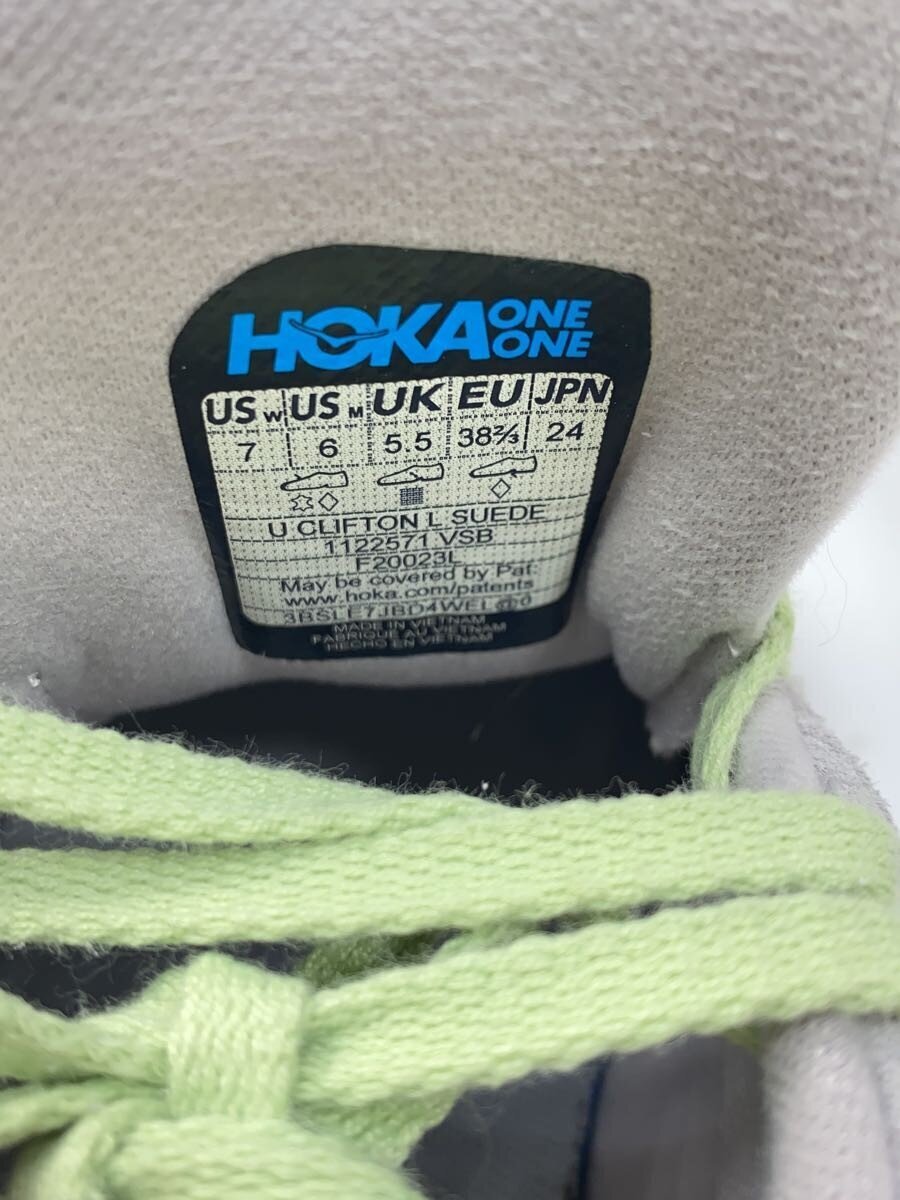 HOKA ONE ONE
US W US M UK EU JPN
7 6 5.5 38⅔ 24
U CLIFTON L SUEDE
1122571 VSB
F20023L
May be covered by Pat:
www.hoka.com/patents
MADE IN VIETNAM
FABRIQUE AU VIETNAM
HECHO EN VIETNAM